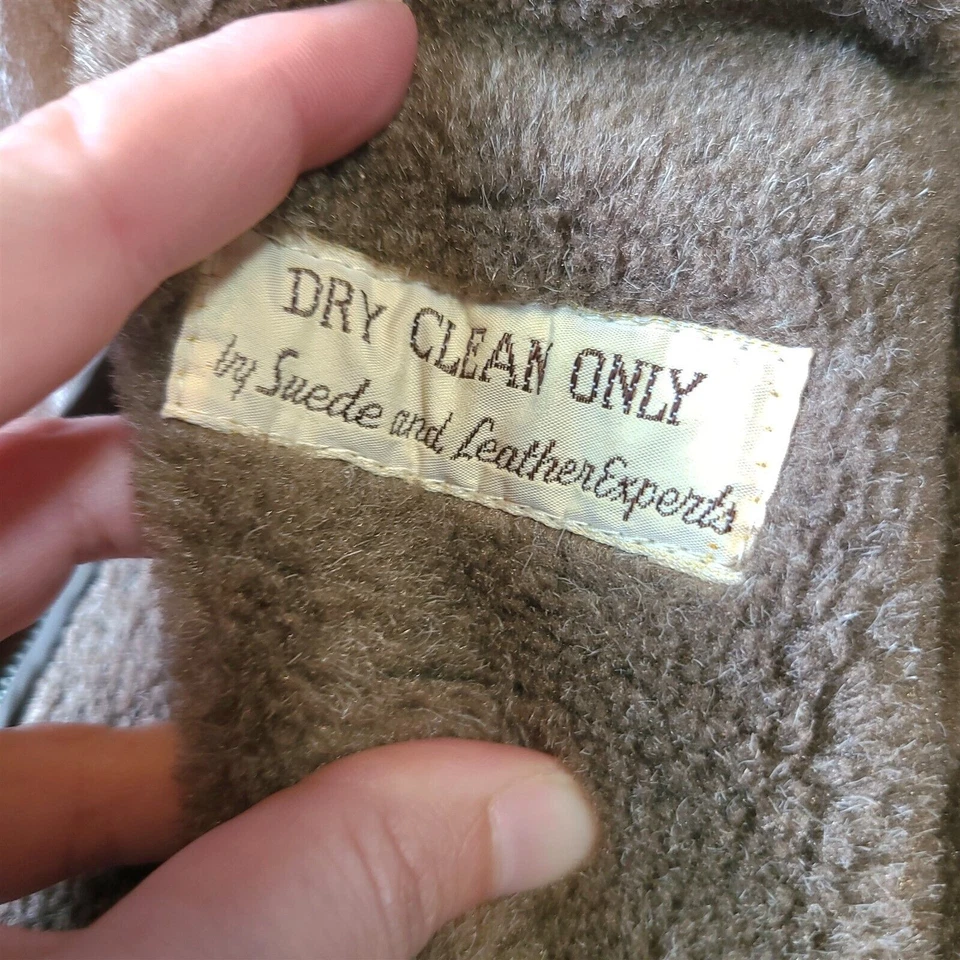 DRY CLEAN ONLY
by Suede and Leather Experts